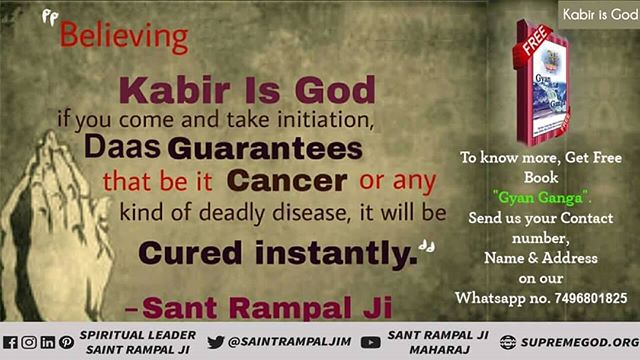 Kabir is God
"Believing
Kabir Is God
if you come and take initiation,
Daas Guarantees
that be it Cancer or any
kind of deadly disease, it will be
Cured instantly."
- Sant Rampal Ji
FREE
Gyan
Ganga
FREE
To know more, Get Free
Book
"Gyan Ganga".
Send us your Contact
number,
Name & Address
on our
Whatsapp no. 7496801825
SPIRITUAL LEADER
SAINT RAMPAL JI
@SAINTRAMPALJIM
SANT RAMPAL JI
MAHARAJ
SUPREMEGOD.ORG